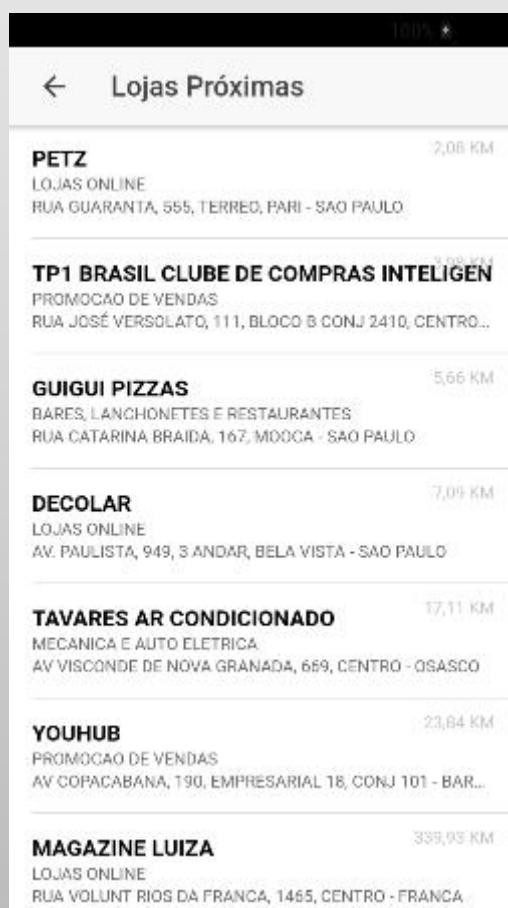 100%
Lojas Próximas
2,08 KM
PETZ
LOJAS ONLINE
RUA GUARANTA, 555, TERREO, PARI - SAO PAULO
3,98 KM
TP1 BRASIL CLUBE DE COMPRAS INTELIGEN
PROMOCAO DE VENDAS
RUA JOSÉ VERSOLATO, 111, BLOCO B CONJ 2410, CENTRO...
5,66 KM
GUIGUI PIZZAS
BARES, LANCHONETES E RESTAURANTES
RUA CATARINA BRAIDA, 167, MOOCA - SAO PAULO
7,09 KM
DECOLAR
LOJAS ONLINE
AV. PAULISTA, 949, 3 ANDAR, BELA VISTA - SAO PAULO
17,11 KM
TAVARES AR CONDICIONADO
MECANICA E AUTO ELETRICA
AV VISCONDE DE NOVA GRANADA, 669, CENTRO - OSASCO
23,84 KM
YOUHUB
PROMOCAO DE VENDAS
AV COPACABANA, 190, EMPRESARIAL 18, CONJ 101 - BAR...
339,93 KM
MAGAZINE LUIZA
LOJAS ONLINE
RUA VOLUNT RIOS DA FRANCA, 1465, CENTRO - FRANCA